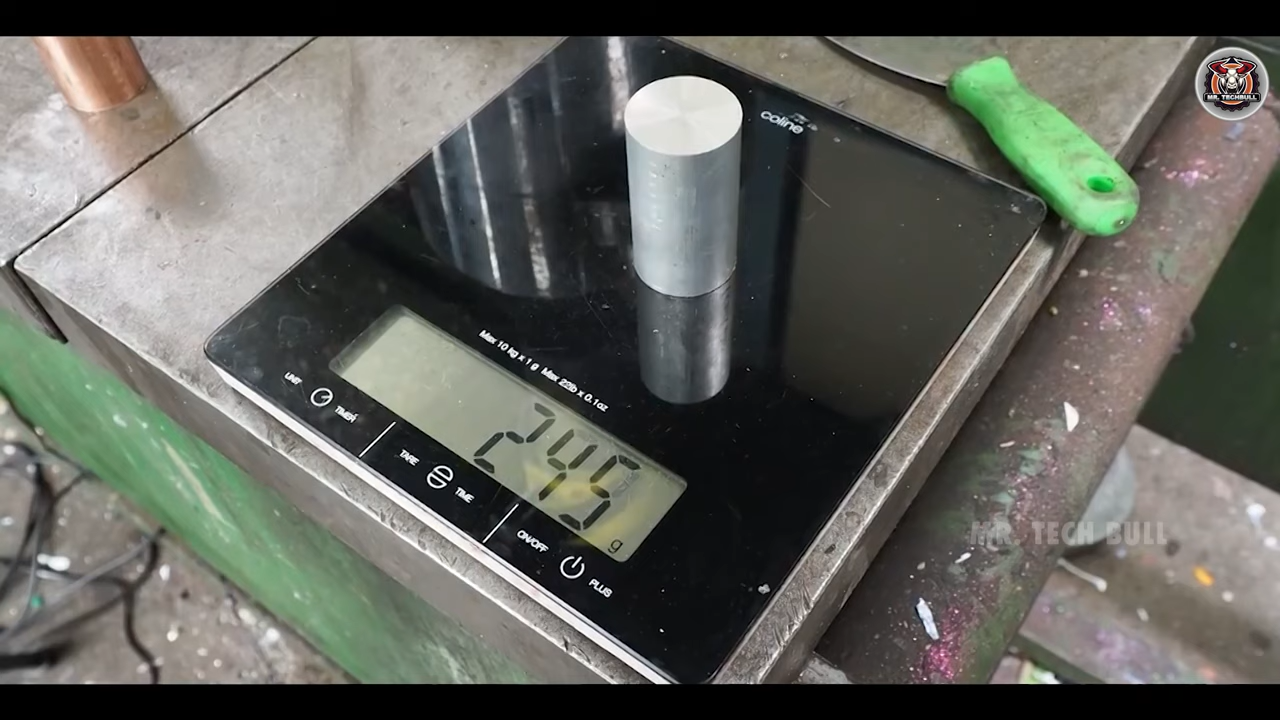 MR. TECHBULL
coline
Max 10 kg x 1 g Max 22lb x 0.1oz
UNIT
TIMER
TARE
TIME
ON/OFF
PLUS
245
g
MR. TECH BULL